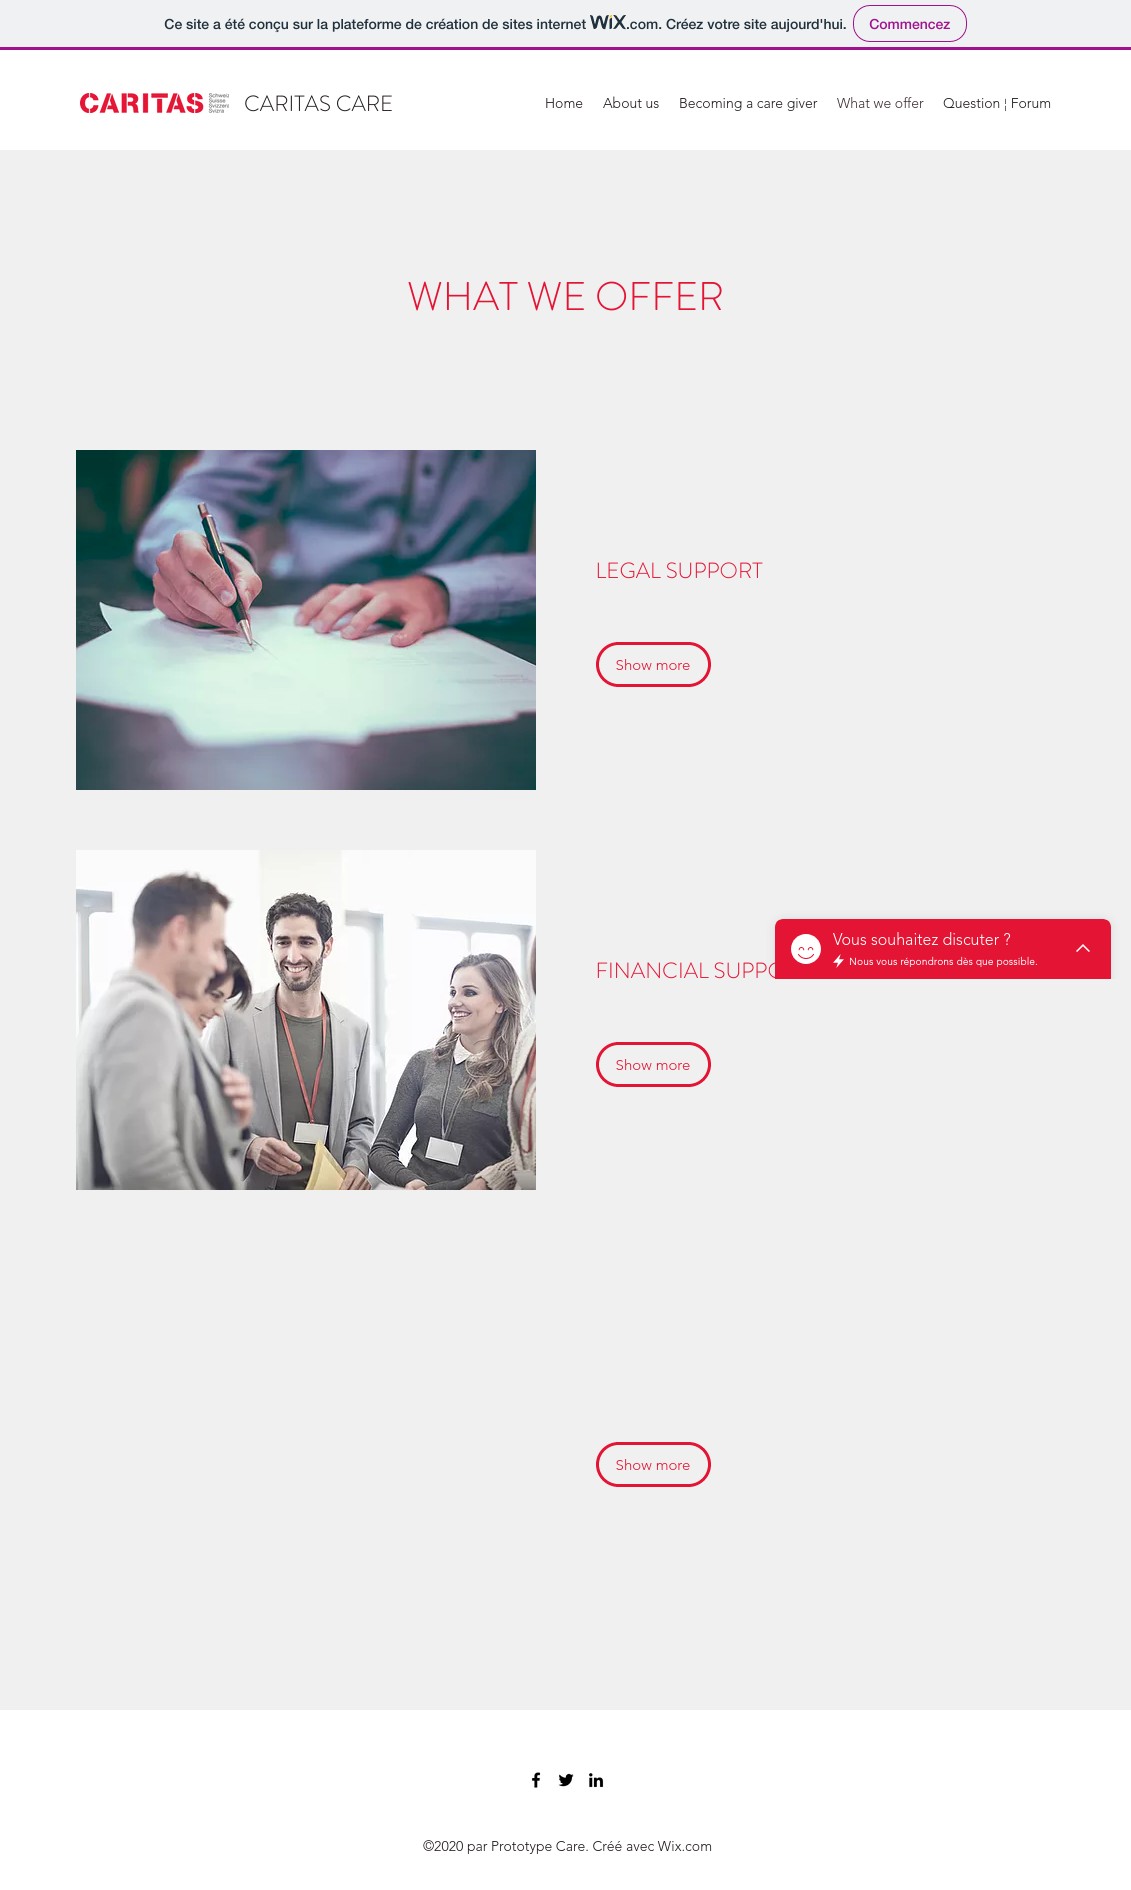 Ce site a été conçu sur la plateforme de création de sites internet WiX.com. Créez votre site aujourd'hui. Commencez
CARITAS Schweiz
Suisse
Svizzera
Svizra
CARITAS CARE
Home About us Becoming a care giver What we offer Question ¦ Forum
WHAT WE OFFER
LEGAL SUPPORT
Show more
Vous souhaitez discuter ?
Nous vous répondrons dès que possible.
FINANCIAL SUPPO
Show more
Show more
©2020 par Prototype Care. Créé avec Wix.com